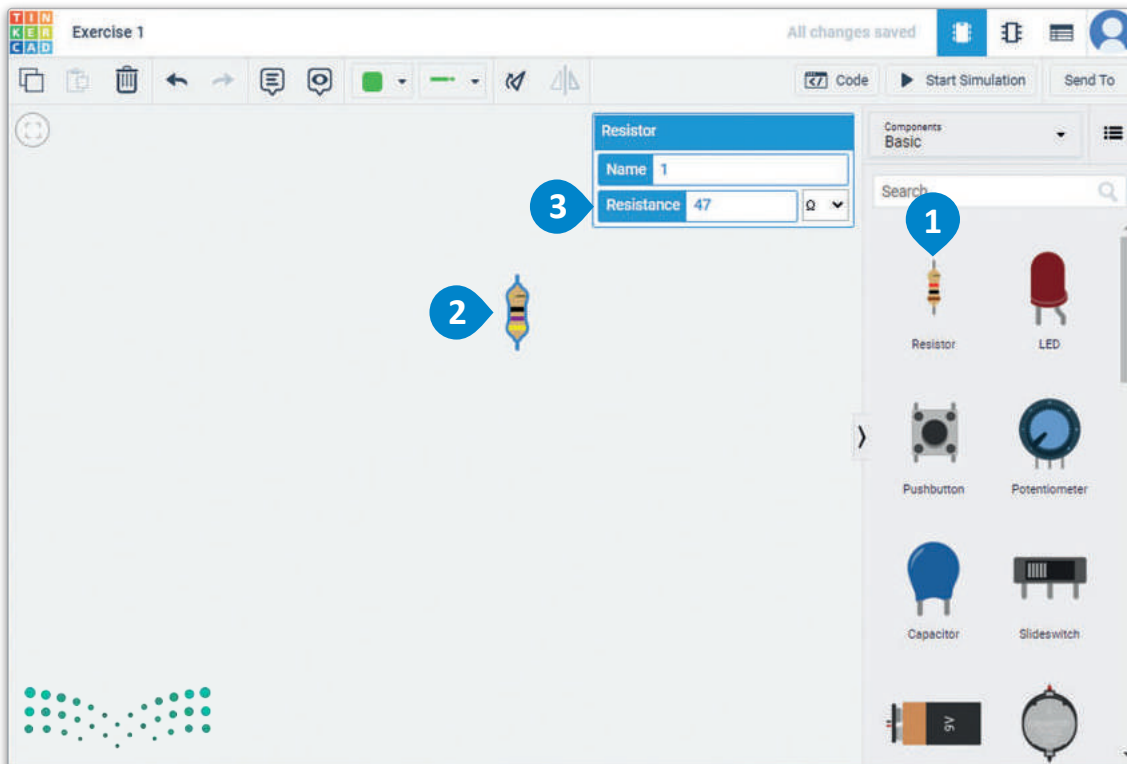 TIN
KER
CAD
Exercise 1
All changes saved
Code
Start Simulation
Send To
Resistor
Name 1
Resistance 47 Ω
Components
Basic
Search
1
2
3
Resistor
LED
Pushbutton
Potentiometer
Capacitor
Slideswitch
9V